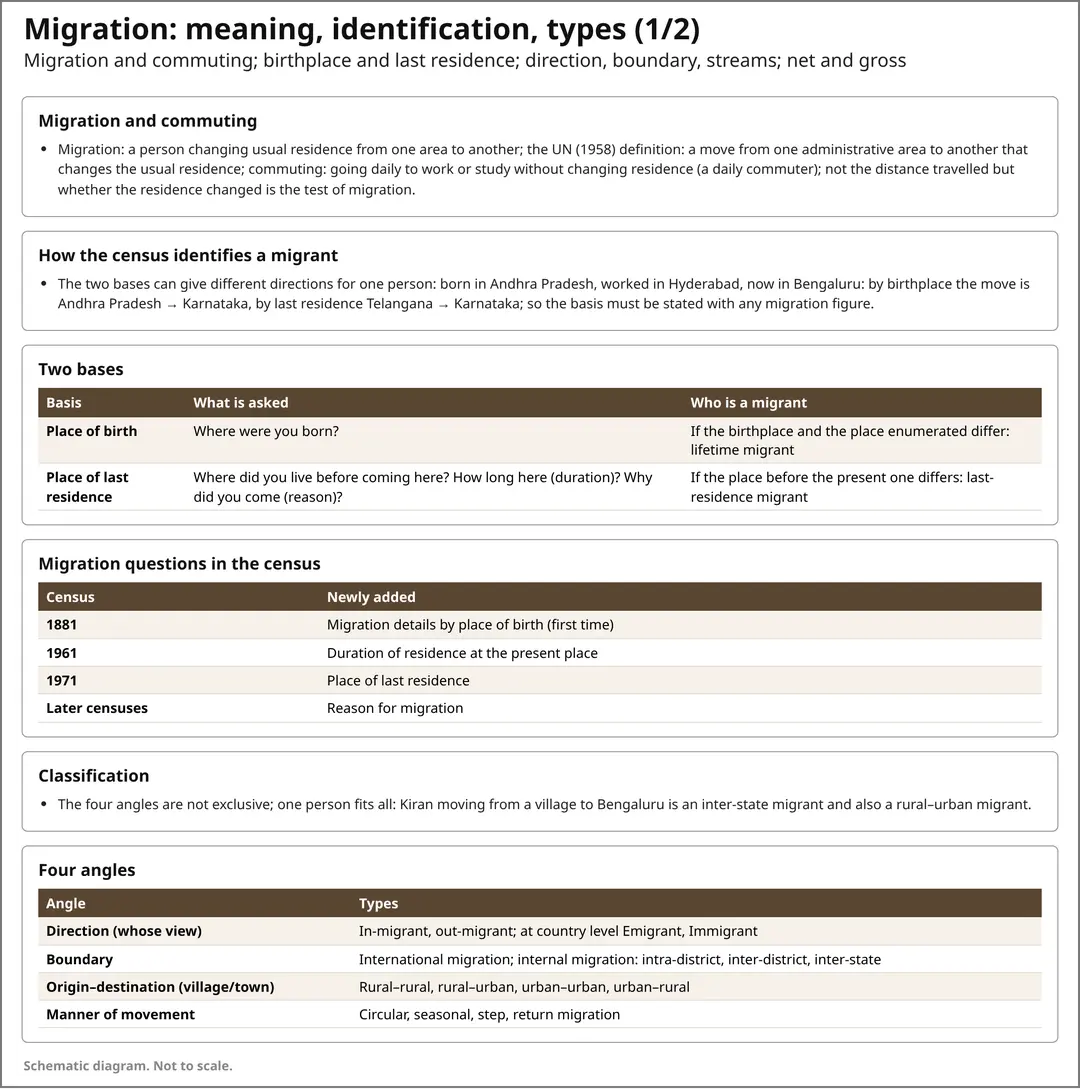 Migration: meaning, identification, types (1/2)
Migration and commuting; birthplace and last residence; direction, boundary, streams; net and gross
Migration and commuting
• Migration: a person changing usual residence from one area to another; the UN (1958) definition: a move from one administrative area to another that
changes the usual residence; commuting: going daily to work or study without changing residence (a daily commuter); not the distance travelled but
whether the residence changed is the test of migration.
How the census identifies a migrant
• The two bases can give different directions for one person: born in Andhra Pradesh, worked in Hyderabad, now in Bengaluru: by birthplace the move is
Andhra Pradesh → Karnataka, by last residence Telangana → Karnataka; so the basis must be stated with any migration figure.
Two bases
Basis What is asked Who is a migrant
Place of birth Where were you born? If the birthplace and the place enumerated differ:
lifetime migrant
Place of last Where did you live before coming here? How long here (duration)? Why If the place before the present one differs: last-
residence did you come (reason)? residence migrant
Migration questions in the census
Census Newly added
1881 Migration details by place of birth (first time)
1961 Duration of residence at the present place
1971 Place of last residence
Later censuses Reason for migration
Classification
• The four angles are not exclusive; one person fits all: Kiran moving from a village to Bengaluru is an inter-state migrant and also a rural–urban migrant.
Four angles
Angle Types
Direction (whose view) In-migrant, out-migrant; at country level Emigrant, Immigrant
Boundary International migration; internal migration: intra-district, inter-district, inter-state
Origin–destination (village/town) Rural–rural, rural–urban, urban–urban, urban–rural
Manner of movement Circular, seasonal, step, return migration
Schematic diagram. Not to scale.